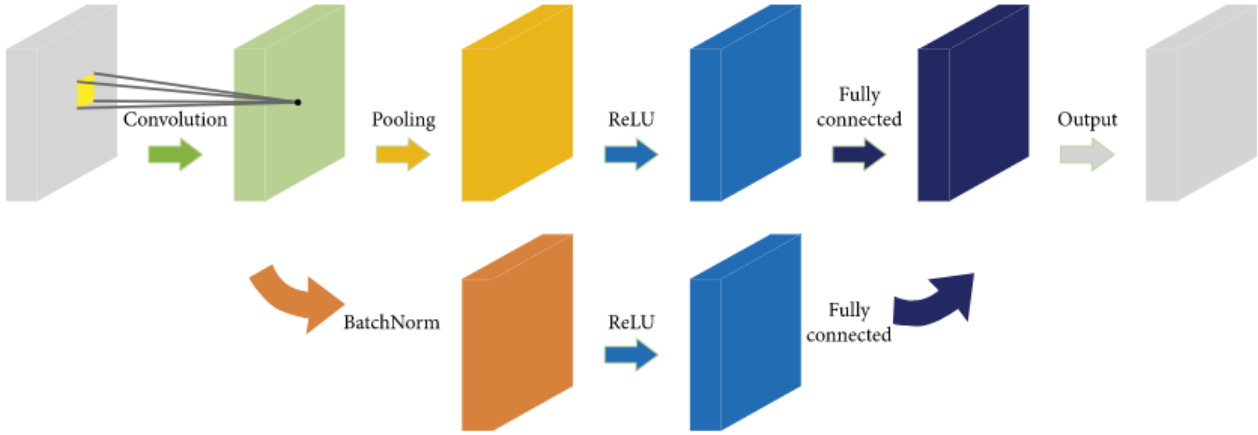 Convolution
Pooling
ReLU
Fully
connected
Output
BatchNorm
ReLU
Fully
connected